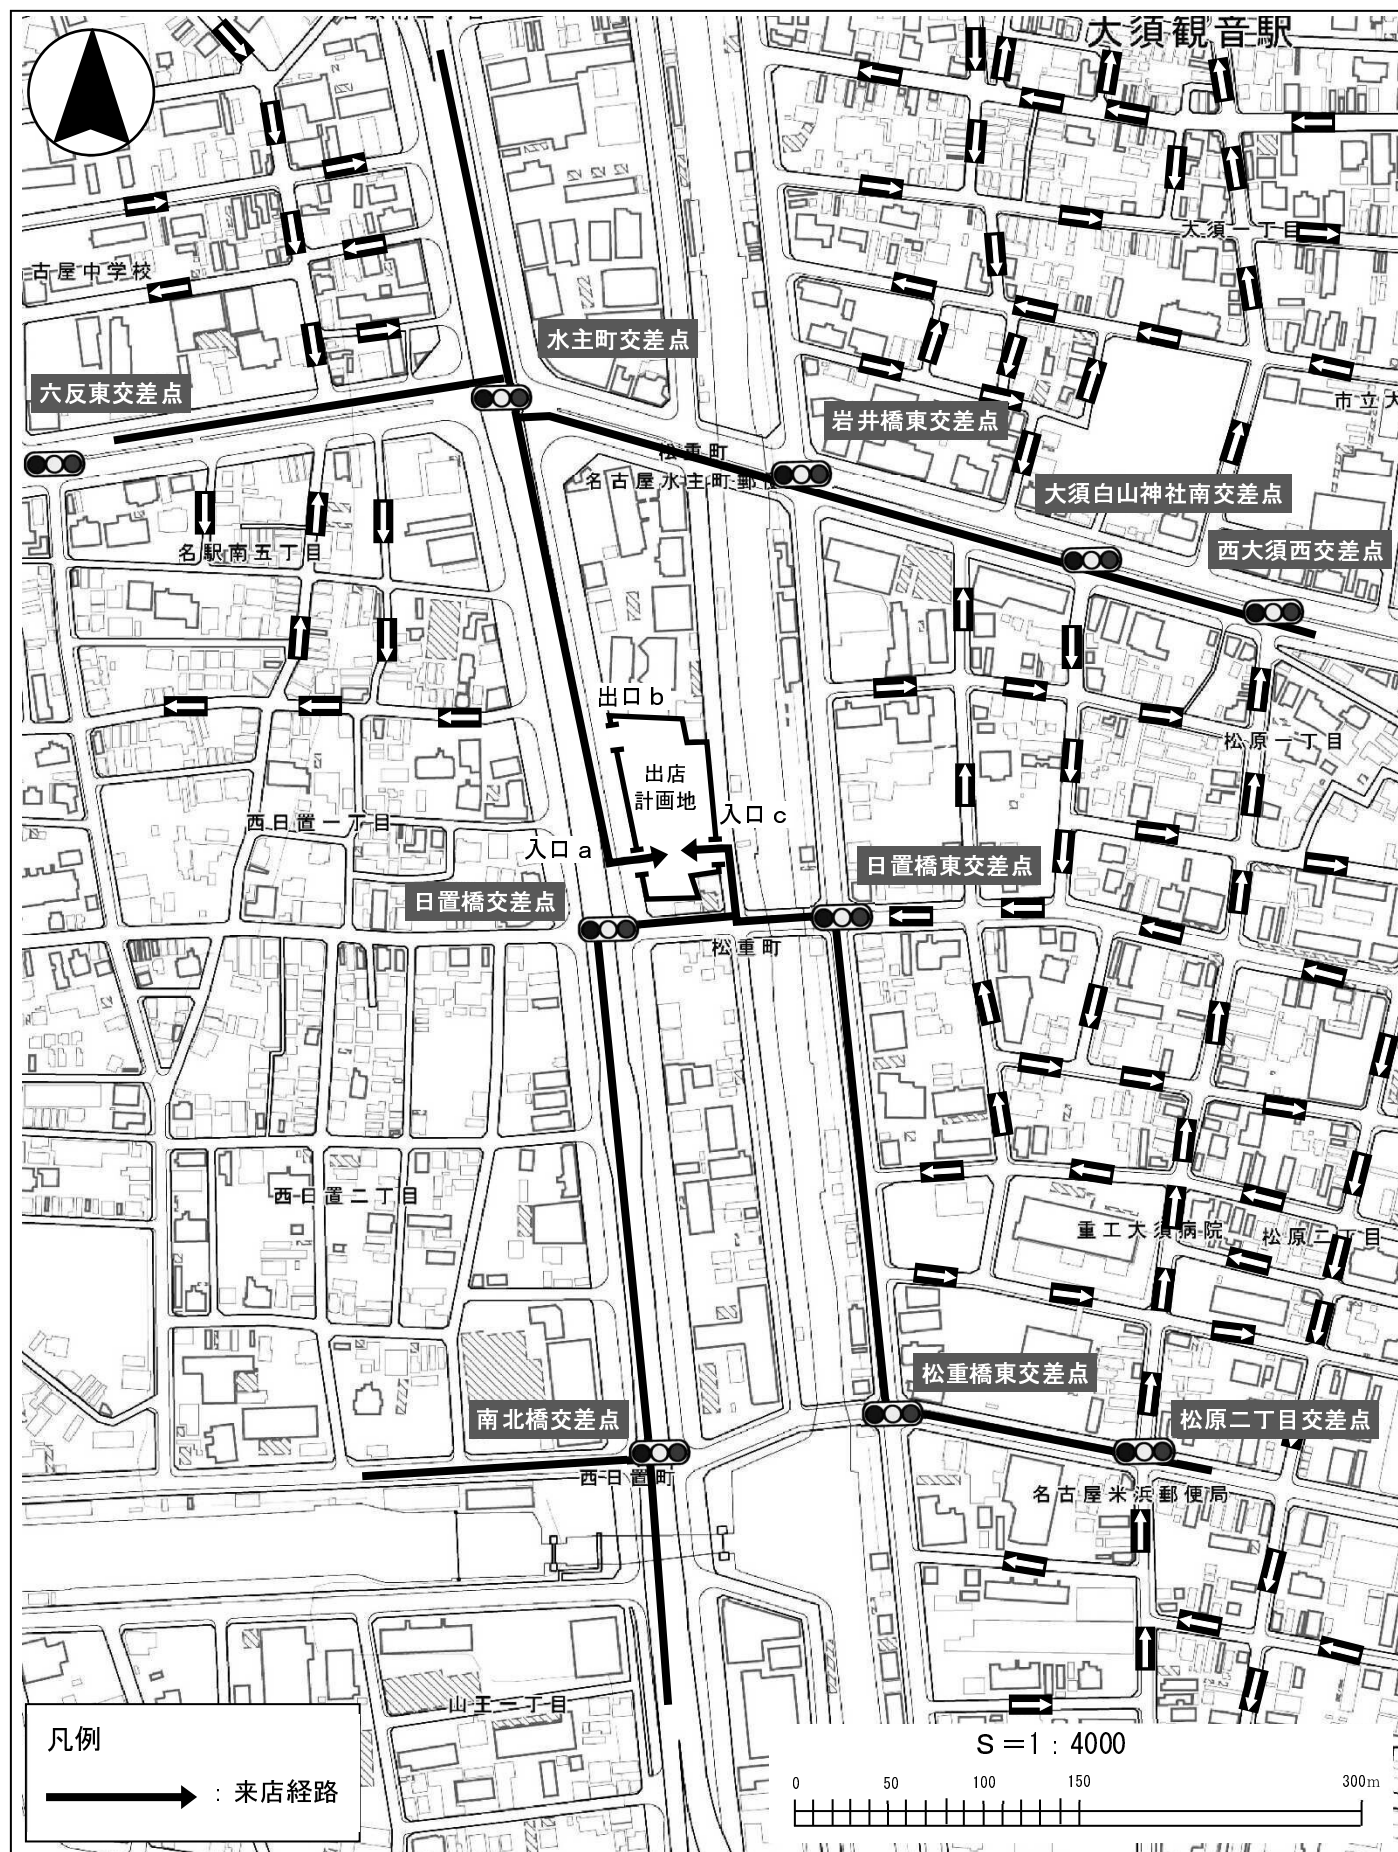 大須観音駅
大須一丁目
古屋中学校
水主町交差点
六反東交差点
市立大
岩井橋東交差点
松重町
名古屋水主町郵
大須白山神社南交差点
西大須西交差点
名駅南五丁目
出口b
松原一丁目
出店
計画地
入口c
西日置一丁目
入口a
日置橋東交差点
日置橋交差点
松重町
西日置二丁目
重工大須病院
松原二丁目
松重橋東交差点
南北橋交差点
松原二丁目交差点
西日置町
名古屋米浜郵便局
山王一丁目
凡例
:来店経路
S=1:4000
0 50 100 150 300m